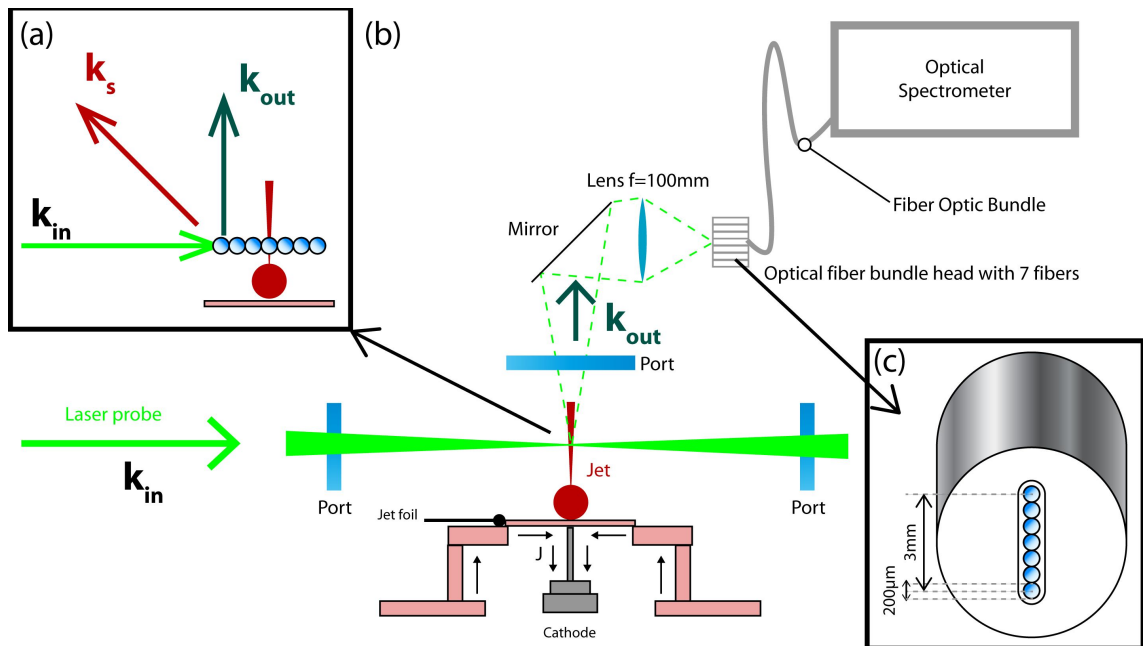 (a)
k_s
k_out
k_in
(b)
Optical
Spectrometer
Fiber Optic Bundle
Lens f=100mm
Mirror
Optical fiber bundle head with 7 fibers
k_out
Port
Laser probe
k_in
Port
Jet
Port
Jet foil
J
Cathode
(c)
3mm
200μm